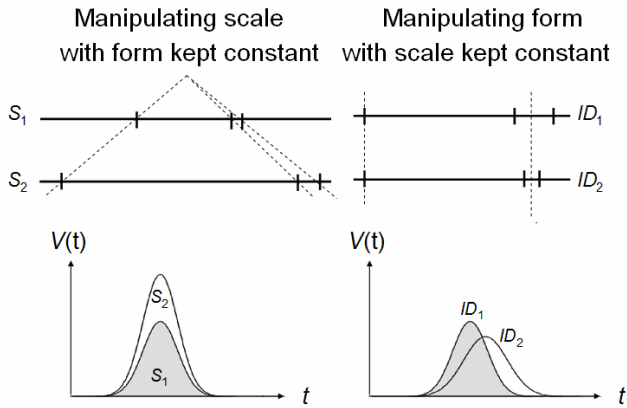 Manipulating scale
with form kept constant
Manipulating form
with scale kept constant
S1
S2
ID1
ID2
V(t)
S2
S1
t
V(t)
ID1
ID2
t